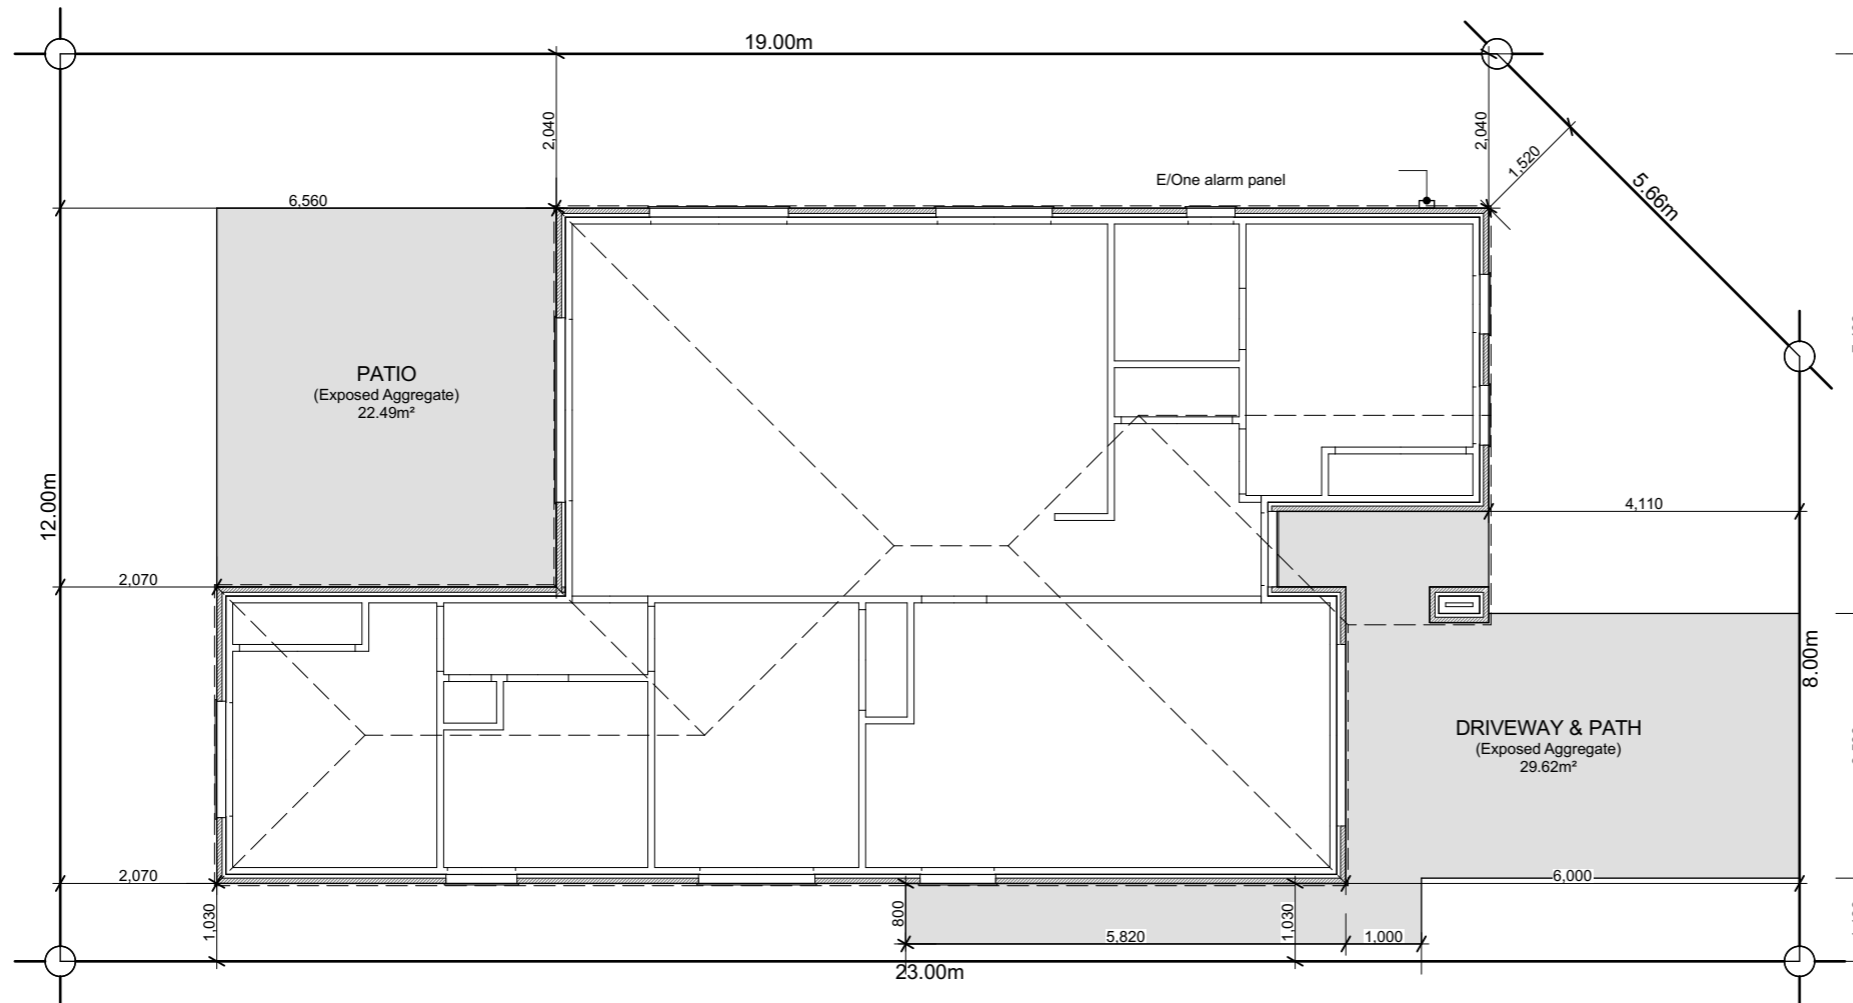 19.00m
2,040
2,040
1,520
5.66m
E/One alarm panel
6,560
PATIO
(Exposed Aggregate)
22.49m²
12.00m
4,110
2,070
8.00m
DRIVEWAY & PATH
(Exposed Aggregate)
29.62m²
2,070
6,000
1,030
800
5,820
1,030
1,000
23.00m